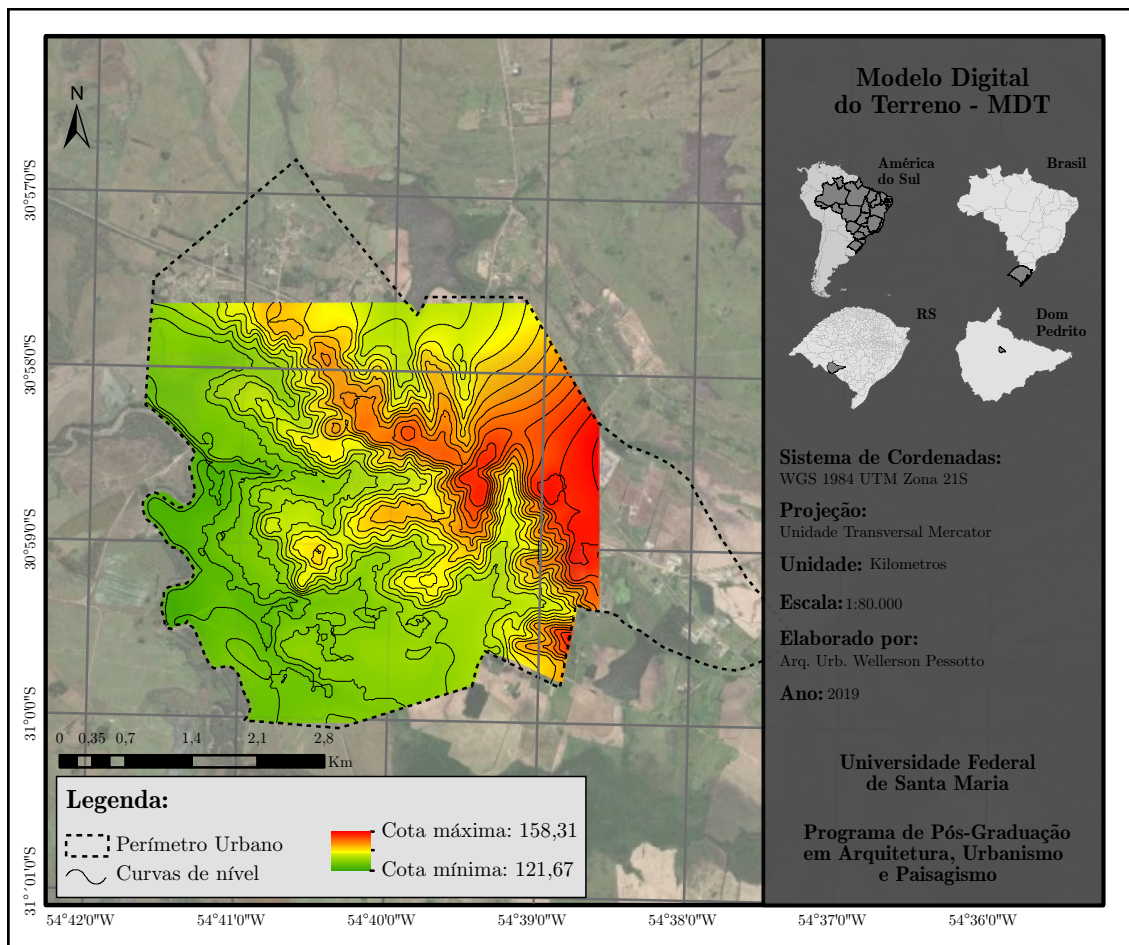 Modelo Digital
do Terreno - MDT
N
América
do Sul
Brasil
RS
Dom
Pedrito
Sistema de Cordenadas:
WGS 1984 UTM Zona 21S
Projeção:
Unidade Transversal Mercator
Unidade: Kilometros
Escala: 1:80.000
Elaborado por:
Arq. Urb. Wellerson Pessotto
Ano: 2019
Universidade Federal
de Santa Maria
Programa de Pós-Graduação
em Arquitetura, Urbanismo
e Paisagismo
30°57'0"S
30°58'0"S
30°59'0"S
31°00'0"S
31°01'0"S
0 0,35 0,7 1,4 2,1 2,8
Km
Legenda:
Perímetro Urbano
Curvas de nível
Cota máxima: 158,31
Cota mínima: 121,67
54°42'0"W 54°41'0"W 54°40'0"W 54°39'0"W 54°38'0"W 54°37'0"W 54°36'0"W